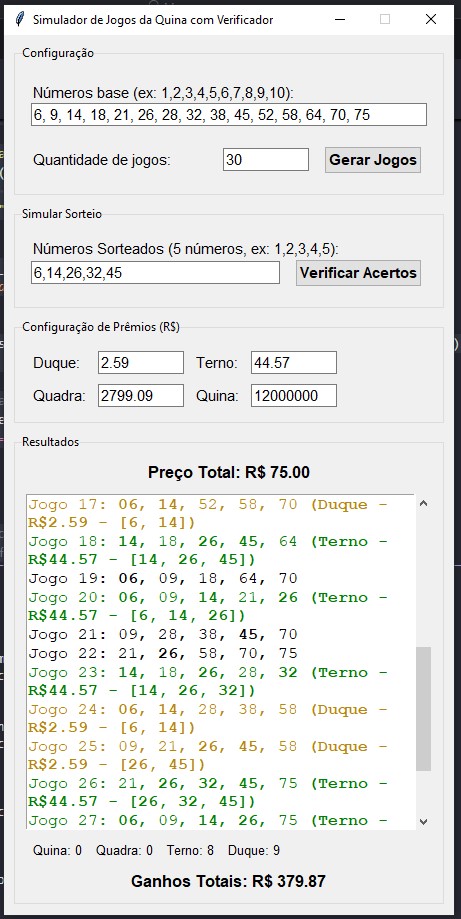 Simulador de Jogos da Quina com Verificador
Configuração
Números base (ex: 1,2,3,4,5,6,7,8,9,10):
6, 9, 14, 18, 21, 26, 28, 32, 38, 45, 52, 58, 64, 70, 75
Quantidade de jogos: 30 Gerar Jogos
Simular Sorteio
Números Sorteados (5 números, ex: 1,2,3,4,5):
6,14,26,32,45 Verificar Acertos
Configuração de Prêmios (R$)
Duque: 2.59 Terno: 44.57
Quadra: 2799.09 Quina: 12000000
Resultados
Preço Total: R$ 75.00
Jogo 17: 06, 14, 52, 58, 70 (Duque -
R$2.59 - [6, 14])
Jogo 18: 14, 18, 26, 45, 64 (Terno -
R$44.57 - [14, 26, 45])
Jogo 19: 06, 09, 18, 64, 70
Jogo 20: 06, 09, 14, 21, 26 (Terno -
R$44.57 - [6, 14, 26])
Jogo 21: 09, 28, 38, 45, 70
Jogo 22: 21, 26, 58, 70, 75
Jogo 23: 14, 18, 26, 28, 32 (Terno -
R$44.57 - [14, 26, 32])
Jogo 24: 06, 14, 28, 38, 58 (Duque -
R$2.59 - [6, 14])
Jogo 25: 09, 21, 26, 45, 58 (Duque -
R$2.59 - [26, 45])
Jogo 26: 21, 26, 32, 45, 75 (Terno -
R$44.57 - [26, 32, 45])
Jogo 27: 06, 09, 14, 26, 75 (Terno -
Quina: 0 Quadra: 0 Terno: 8 Duque: 9
Ganhos Totais: R$ 379.87